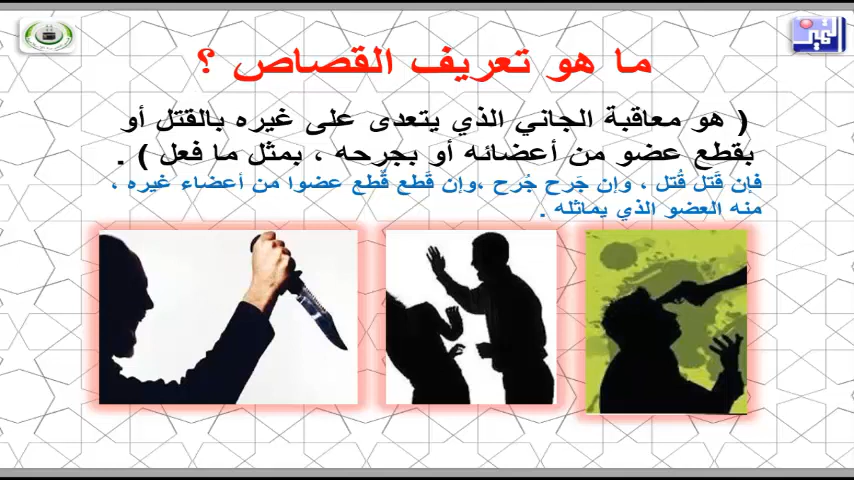 ما هو تعريف القصاص ؟
( هو معاقبة الجاني الذي يتعدى على غيره بالقتل أو
بقطع عضو من أعضائه أو بجرحه ، بمثل ما فعل ) .
فإن قَتل قُتل ، وإن جَرح جُرح ،وإن قَطع قُطع عضوا من أعضاء غيره ،
منه العضو الذي يماثله .